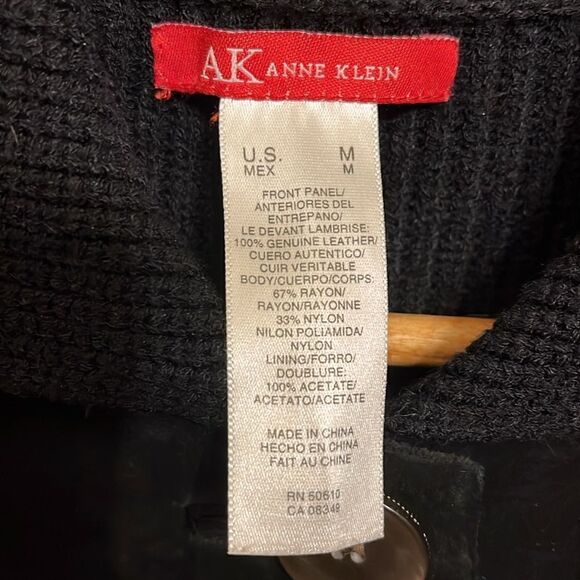 AK ANNE KLEIN
U.S. M
MEX M
FRONT PANEL/
ANTERIORES DEL
ENTREPANO/
LE DEVANT LAMBRISE:
100% GENUINE LEATHER/
CUERO AUTENTICO/
CUIR VERITABLE
BODY/CUERPO/CORPS:
67% RAYON/
RAYON/RAYONNE
33% NYLON
NILON POLIAMIDA/
NYLON
LINING/FORRO/
DOUBLURE:
100% ACETATE/
ACETATO/ACETATE
MADE IN CHINA
HECHO EN CHINA
FAIT AU CHINE
RN 50610
CA 08349